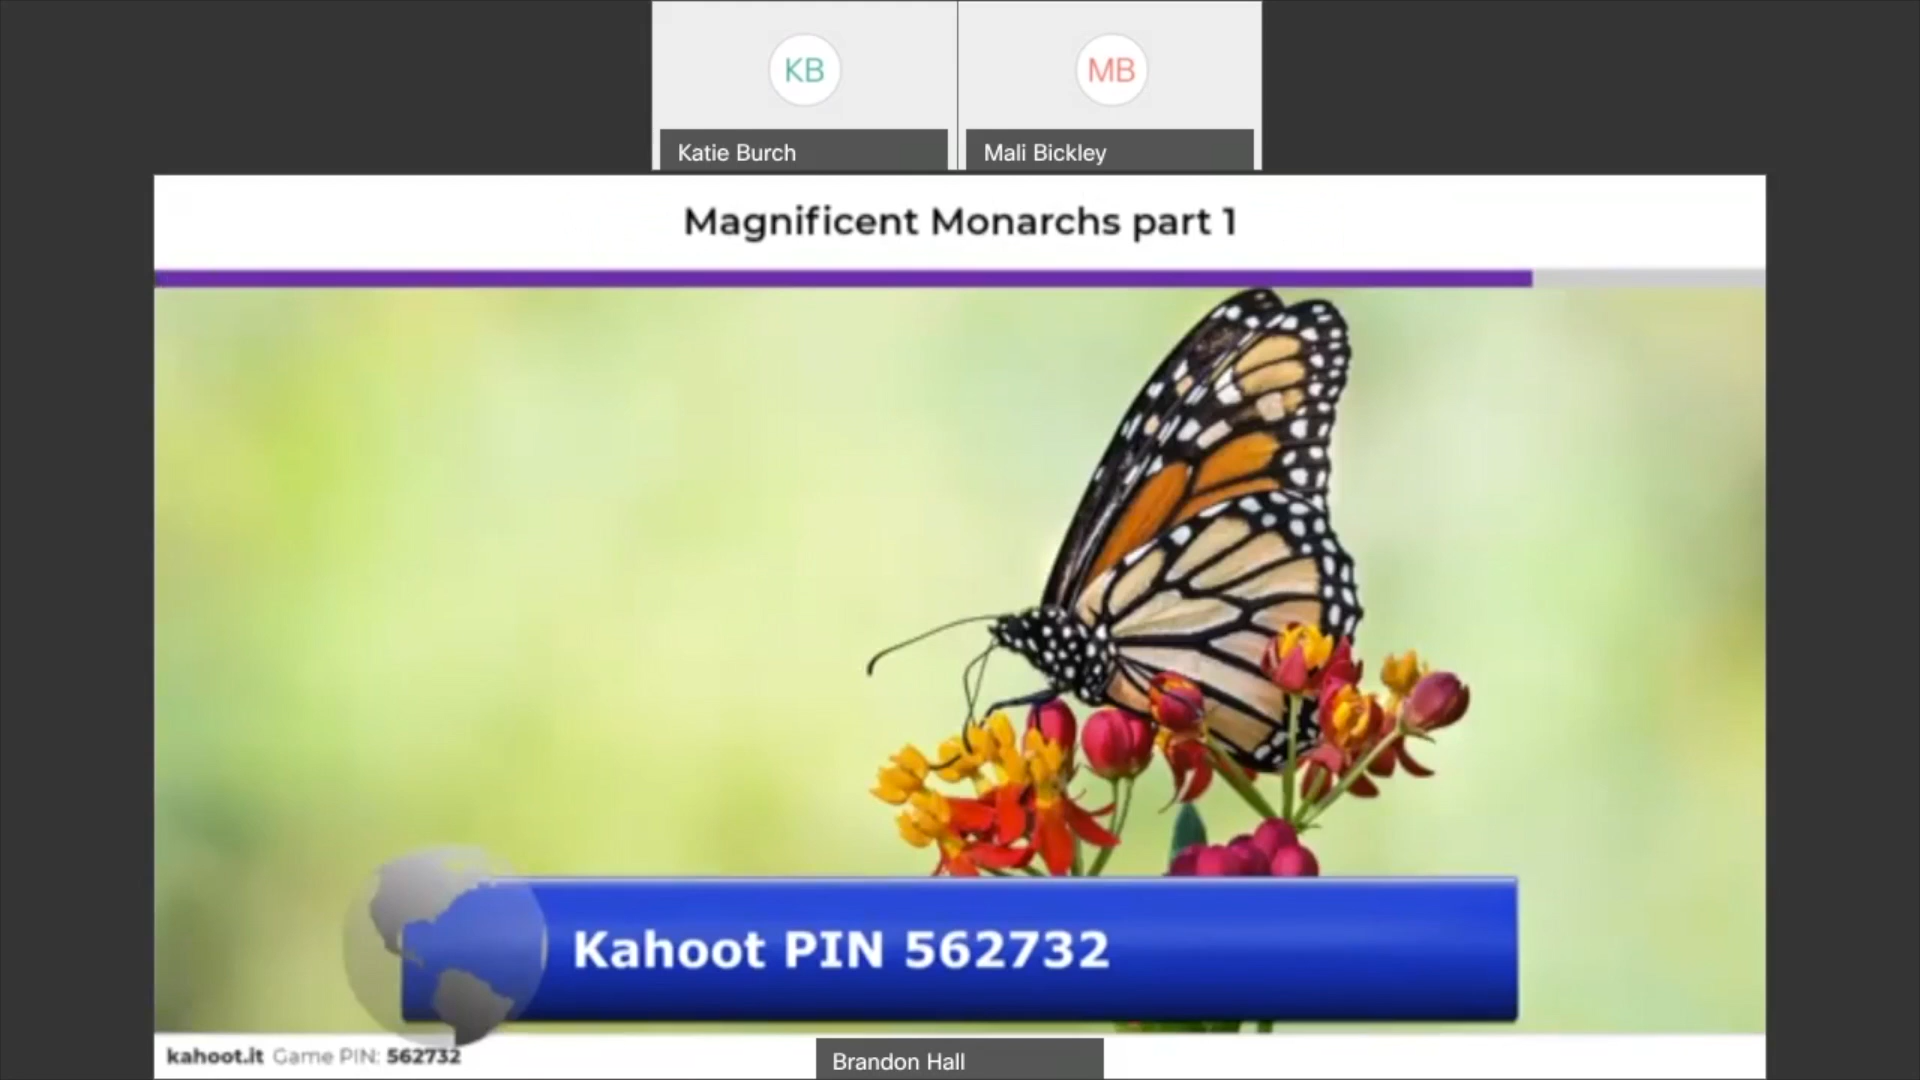 KB
MB
Katie Burch
Mali Bickley
Magnificent Monarchs part 1
Kahoot PIN 562732
kahoot.it Game PIN: 562732
Brandon Hall